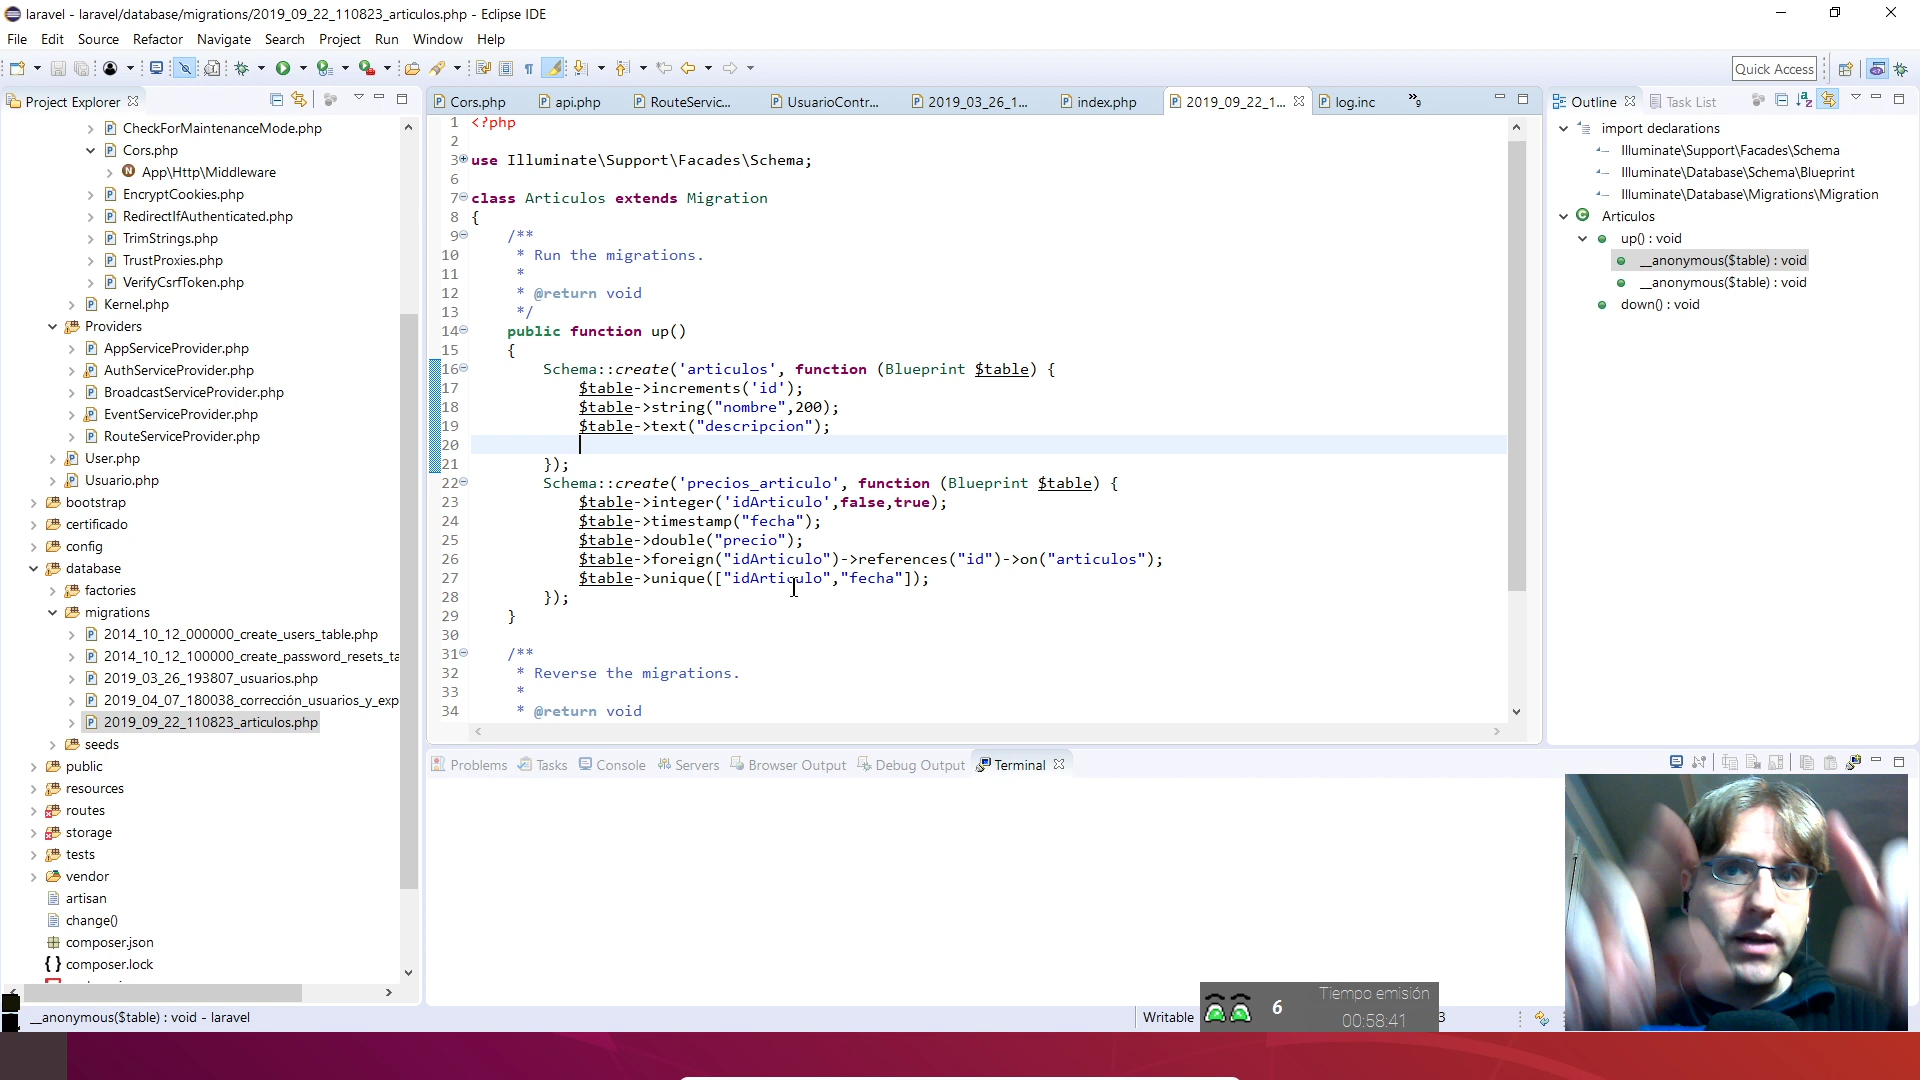 laravel - laravel/database/migrations/2019_09_22_110823_articulos.php - Eclipse IDE
File Edit Source Refactor Navigate Search Project Run Window Help
Quick Access
Project Explorer
CheckForMaintenanceMode.php
Cors.php
App\Http\Middleware
EncryptCookies.php
RedirectIfAuthenticated.php
TrimStrings.php
TrustProxies.php
VerifyCsrfToken.php
Kernel.php
Providers
AppServiceProvider.php
AuthServiceProvider.php
BroadcastServiceProvider.php
EventServiceProvider.php
RouteServiceProvider.php
User.php
Usuario.php
bootstrap
certificado
config
database
factories
migrations
2014_10_12_000000_create_users_table.php
2014_10_12_100000_create_password_resets_ta
2019_03_26_193807_usuarios.php
2019_04_07_180038_corrección_usuarios_y_exp
2019_09_22_110823_articulos.php
seeds
public
resources
routes
storage
tests
vendor
artisan
change()
composer.json
composer.lock
Cors.php api.php RouteServic... UsuarioContr... 2019_03_26_1... index.php 2019_09_22_1... log.inc »9
1 <?php
2
3 use Illuminate\Support\Facades\Schema;
6
7 class Articulos extends Migration
8 {
9 /**
10 * Run the migrations.
11 *
12 * @return void
13 */
14 public function up()
15 {
16 Schema::create('articulos', function (Blueprint $table) {
17 $table->increments('id');
18 $table->string("nombre",200);
19 $table->text("descripcion");
20
21 });
22 Schema::create('precios_articulo', function (Blueprint $table) {
23 $table->integer('idArticulo',false,true);
24 $table->timestamp("fecha");
25 $table->double("precio");
26 $table->foreign("idArticulo")->references("id")->on("articulos");
27 $table->unique(["idArticulo","fecha"]);
28 });
29 }
30
31 /**
32 * Reverse the migrations.
33 *
34 * @return void
Outline Task List
import declarations
Illuminate\Support\Facades\Schema
Illuminate\Database\Schema\Blueprint
Illuminate\Database\Migrations\Migration
Articulos
up() : void
__anonymous($table) : void
__anonymous($table) : void
down() : void
Problems Tasks Console Servers Browser Output Debug Output Terminal
__anonymous($table) : void - laravel
Writable
6
Tiempo emisión
00:58:41
3